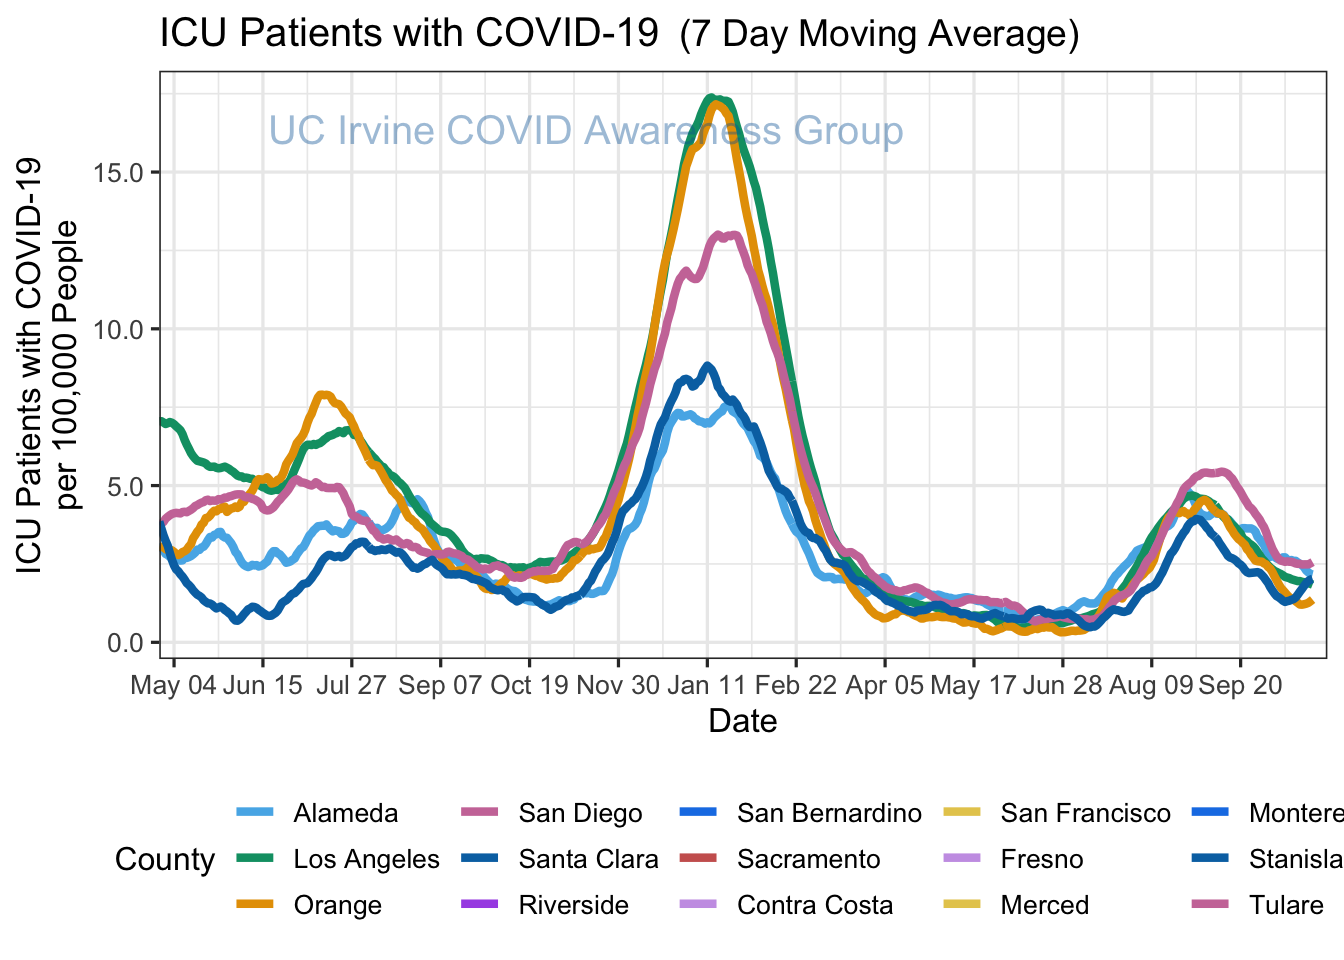 ICU Patients with COVID-19  (7 Day Moving Average)
UC Irvine COVID Awareness Group
ICU Patients with COVID-19
per 100,000 People
15.0
10.0
5.0
0.0
May 04 Jun 15 Jul 27 Sep 07 Oct 19 Nov 30 Jan 11 Feb 22 Apr 05 May 17 Jun 28 Aug 09 Sep 20
Date
County
Alameda San Diego San Bernardino San Francisco Montere
Los Angeles Santa Clara Sacramento Fresno Stanisla
Orange Riverside Contra Costa Merced Tulare